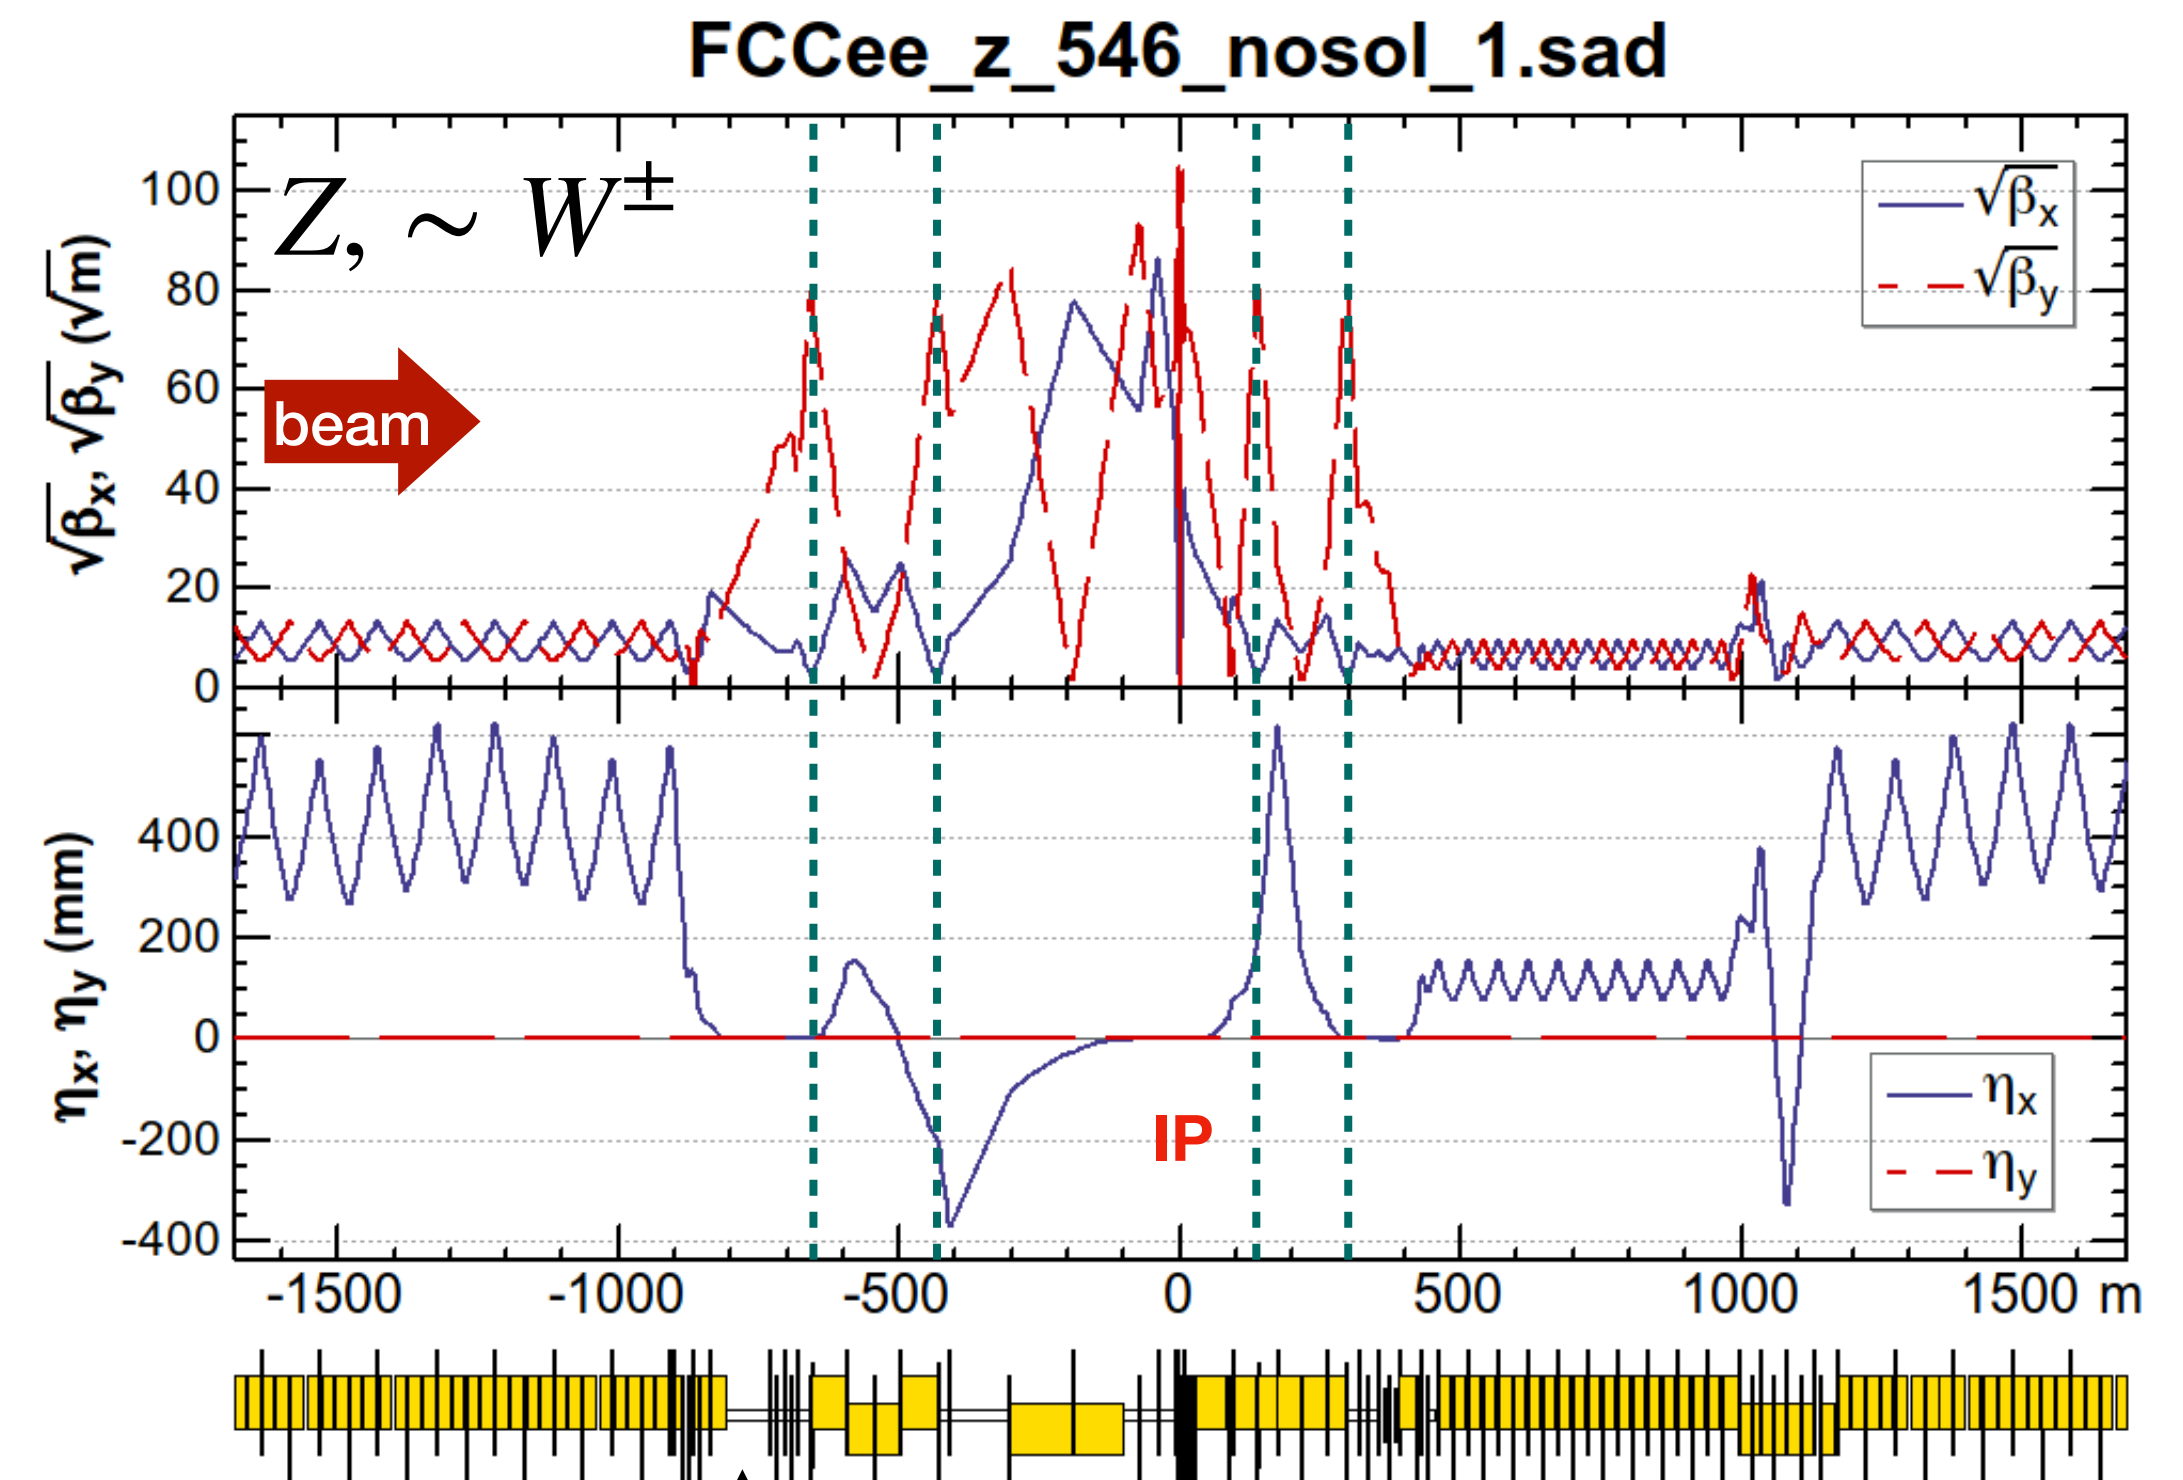 FCCee_z_546_nosol_1.sad
Z, ~ W±
√βx, √βy (√m)
100
80
60
40
20
0
beam
√βx
√βy
ηx, ηy (mm)
400
200
0
-200
-400
IP
ηx
ηy
-1500 -1000 -500 0 500 1000 1500 m